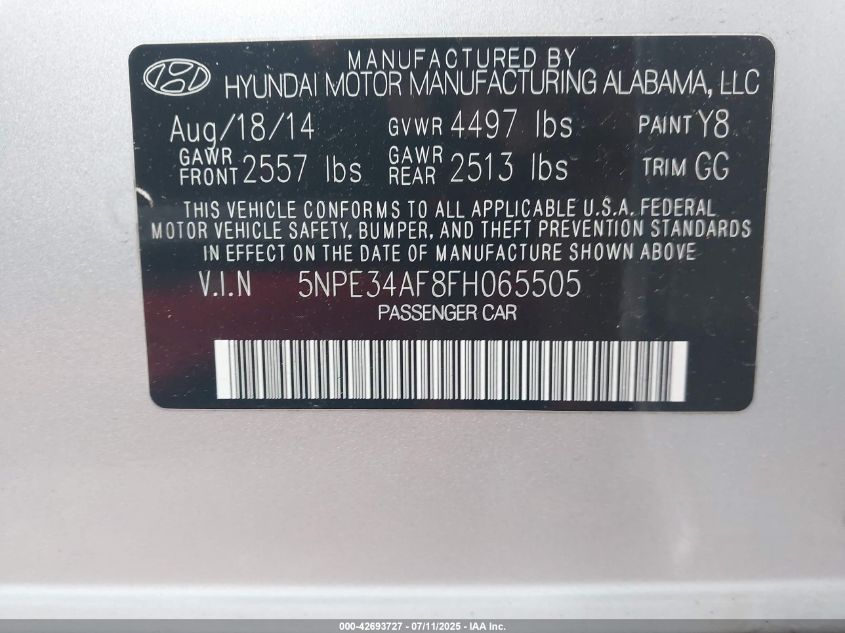 MANUFACTURED BY
HYUNDAI MOTOR MANUFACTURING ALABAMA, LLC
Aug/18/14 GVWR 4497 lbs PAINT Y8
GAWR FRONT 2557 lbs GAWR REAR 2513 lbs TRIM GG
THIS VEHICLE CONFORMS TO ALL APPLICABLE U.S.A. FEDERAL
MOTOR VEHICLE SAFETY, BUMPER, AND THEFT PREVENTION STANDARDS
IN EFFECT ON THE DATE OF MANUFACTURE SHOWN ABOVE
V.I.N 5NPE34AF8FH065505
PASSENGER CAR
000-42693727 - 07/11/2025 - IAA Inc.